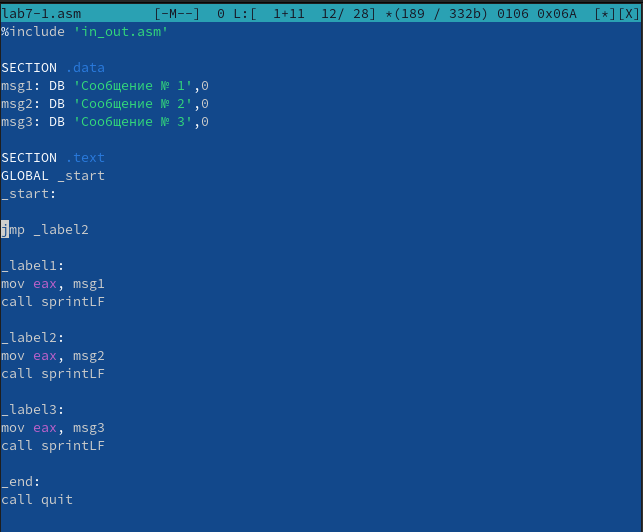 lab7-1.asm [-M--] 0 L:[ 1+11 12/ 28] *(189 / 332b) 0106 0x06A [*][X]
%include 'in_out.asm'
SECTION .data
msg1: DB 'Сообщение № 1',0
msg2: DB 'Сообщение № 2',0
msg3: DB 'Сообщение № 3',0
SECTION .text
GLOBAL _start
_start:
jmp _label2
_label1:
mov eax, msg1
call sprintLF
_label2:
mov eax, msg2
call sprintLF
_label3:
mov eax, msg3
call sprintLF
_end:
call quit